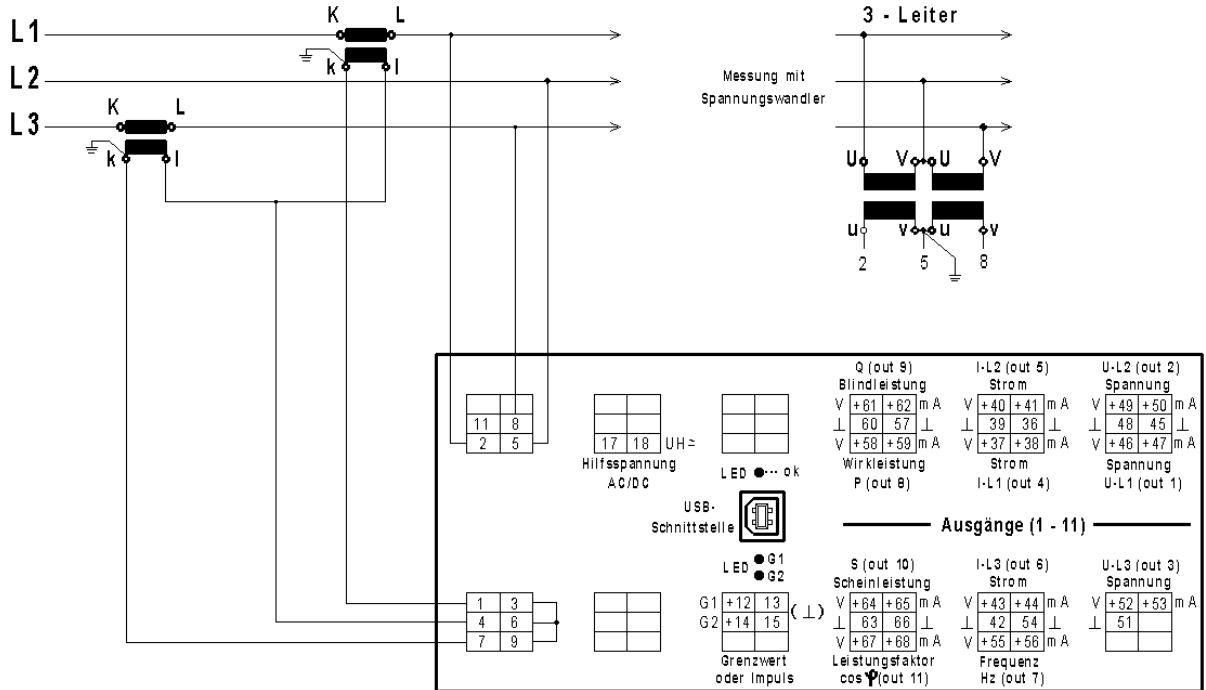 K L 3 - Leiter
L1
k l
L2
Messung mit
Spannungswandler
K L
L3
k l
U V U V
u v u v
2 5 8
Q (out 9) I-L2 (out 5) U-L2 (out 2)
Blindleistung Strom Spannung
V +61 +62 mA V +40 +41 mA V +49 +50 mA
11 8 ⊥ 60 57 ⊥ ⊥ 39 36 ⊥ ⊥ 48 45 ⊥
2 5 17 18 UH≃ V +58 +59 mA V +37 +38 mA V +46 +47 mA
Hilfsspannung Wirkleistung Strom Spannung
AC/DC LED ok P (out 8) I-L1 (out 4) U-L1 (out 1)
USB-
Schnittstelle
Ausgänge (1 - 11)
LED G1
G2
S (out 10) I-L3 (out 6) U-L3 (out 3)
Scheinleistung Strom Spannung
1 3 G1 +12 13 (⊥) V +64 +65 mA V +43 +44 mA V +52 +53 mA
4 6 G2 +14 15 ⊥ 63 66 ⊥ ⊥ 42 54 ⊥ ⊥ 51
7 9 V +67 +68 mA V +55 +56 mA
Grenzwert Leistungsfaktor Frequenz
oder Impuls cos φ (out 11) Hz (out 7)